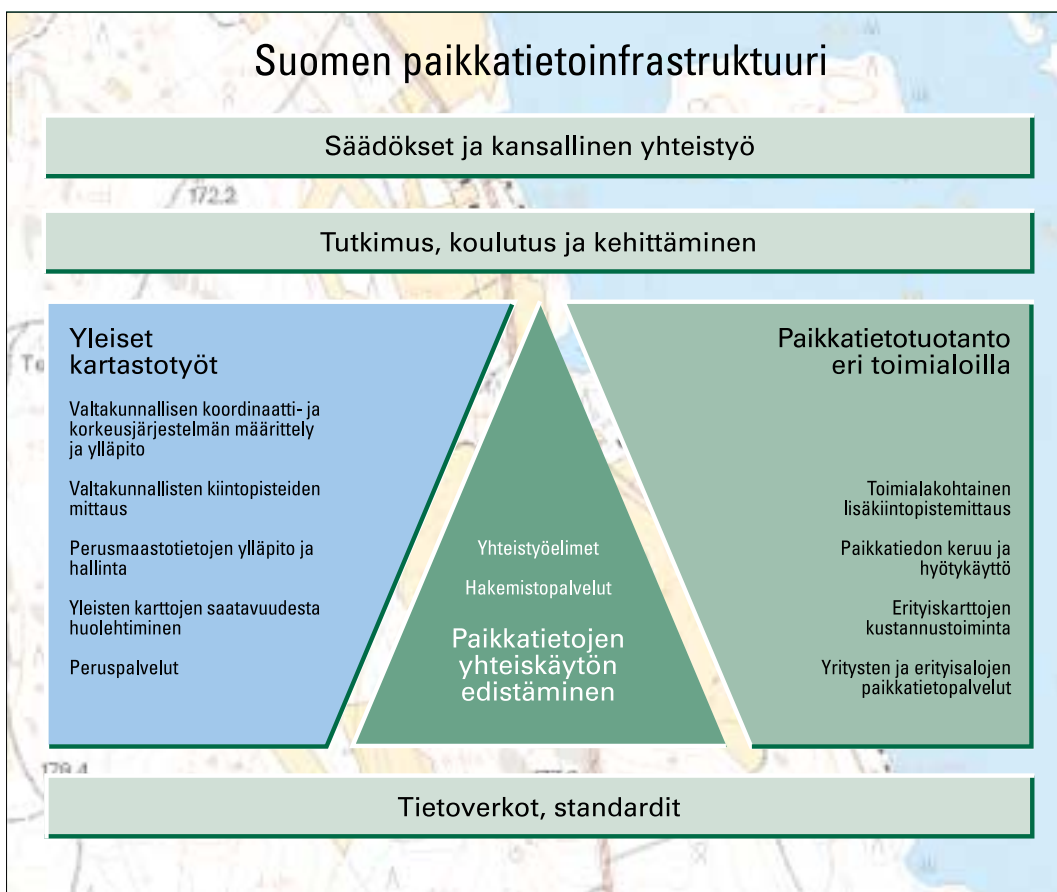 Suomen paikkatietoinfrastruktuuri
Säädökset ja kansallinen yhteistyö
172.2
Tutkimus, koulutus ja kehittäminen
Yleiset
kartastotyöt
Valtakunnallisen koordinaatti- ja
korkeusjärjestelmän määrittely
ja ylläpito
Valtakunnallisten kiintopisteiden
mittaus
Perusmaastotietojen ylläpito ja
hallinta
Yleisten karttojen saatavuudesta
huolehtiminen
Peruspalvelut
Yhteistyöelimet
Hakemistopalvelut
Paikkatietojen
yhteiskäytön
edistäminen
Paikkatietotuotanto
eri toimialoilla
Toimialakohtainen
lisäkiintopistemittaus
Paikkatiedon keruu ja
hyötykäyttö
Erityiskarttojen
kustannustoiminta
Yritysten ja erityisalojen
paikkatietopalvelut
Tietoverkot, standardit